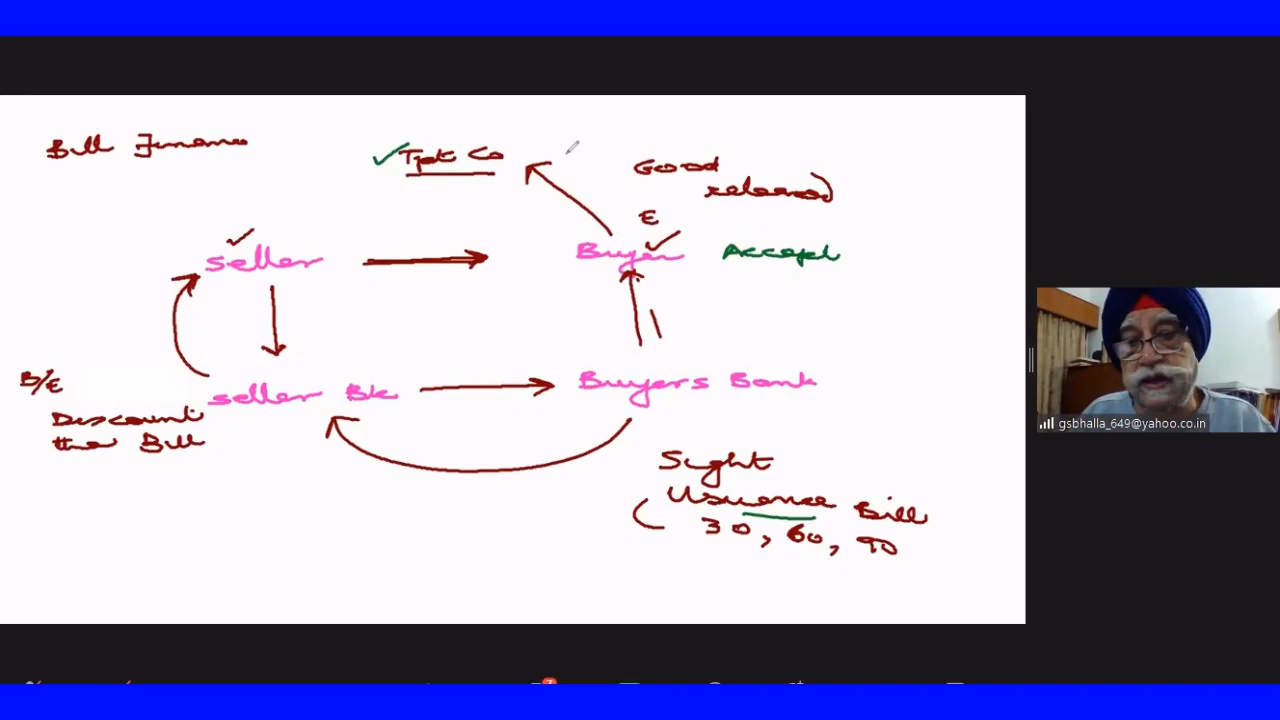 Bill Finance
✓Tpt Co
Good
released
€
Seller
Buyer
Accept
B/E
Seller Bk
Buyers Bank
Discount
the Bill
Sight
Usuance Bill
30, 60, 90
gsbhalla_649@yahoo.co.in